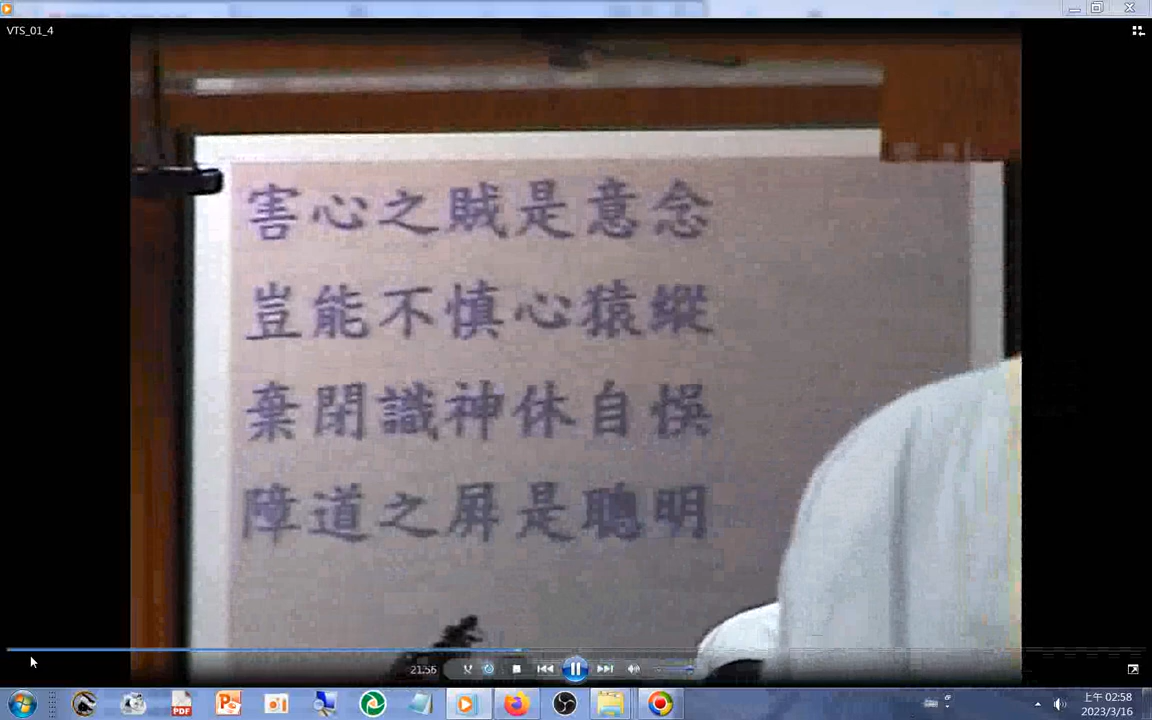 VTS_01_4
害心之賊是意念
豈能不慎心猿縱
棄閉識神休自悞
障道之屏是聰明
21:56
上午 02:58
2023/3/16